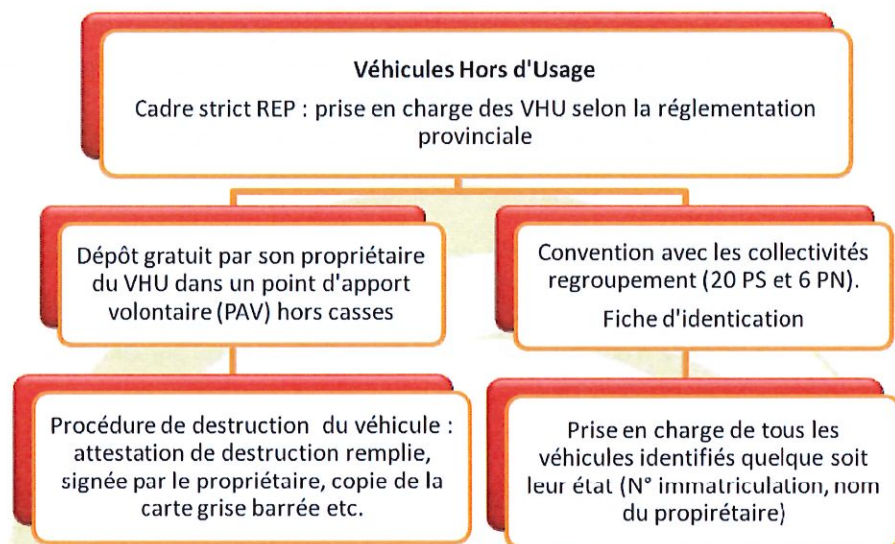 Véhicules Hors d'Usage
Cadre strict REP : prise en charge des VHU selon la réglementation
provinciale
Dépôt gratuit par son propriétaire
du VHU dans un point d'apport
volontaire (PAV) hors casses
Convention avec les collectivités
regroupement (20 PS et 6 PN).
Fiche d'identication
Procédure de destruction du véhicule :
attestation de destruction remplie,
signée par le propriétaire, copie de la
carte grise barrée etc.
Prise en charge de tous les
véhicules identifiés quelque soit
leur état (N° immatriculation, nom
du propirétaire)